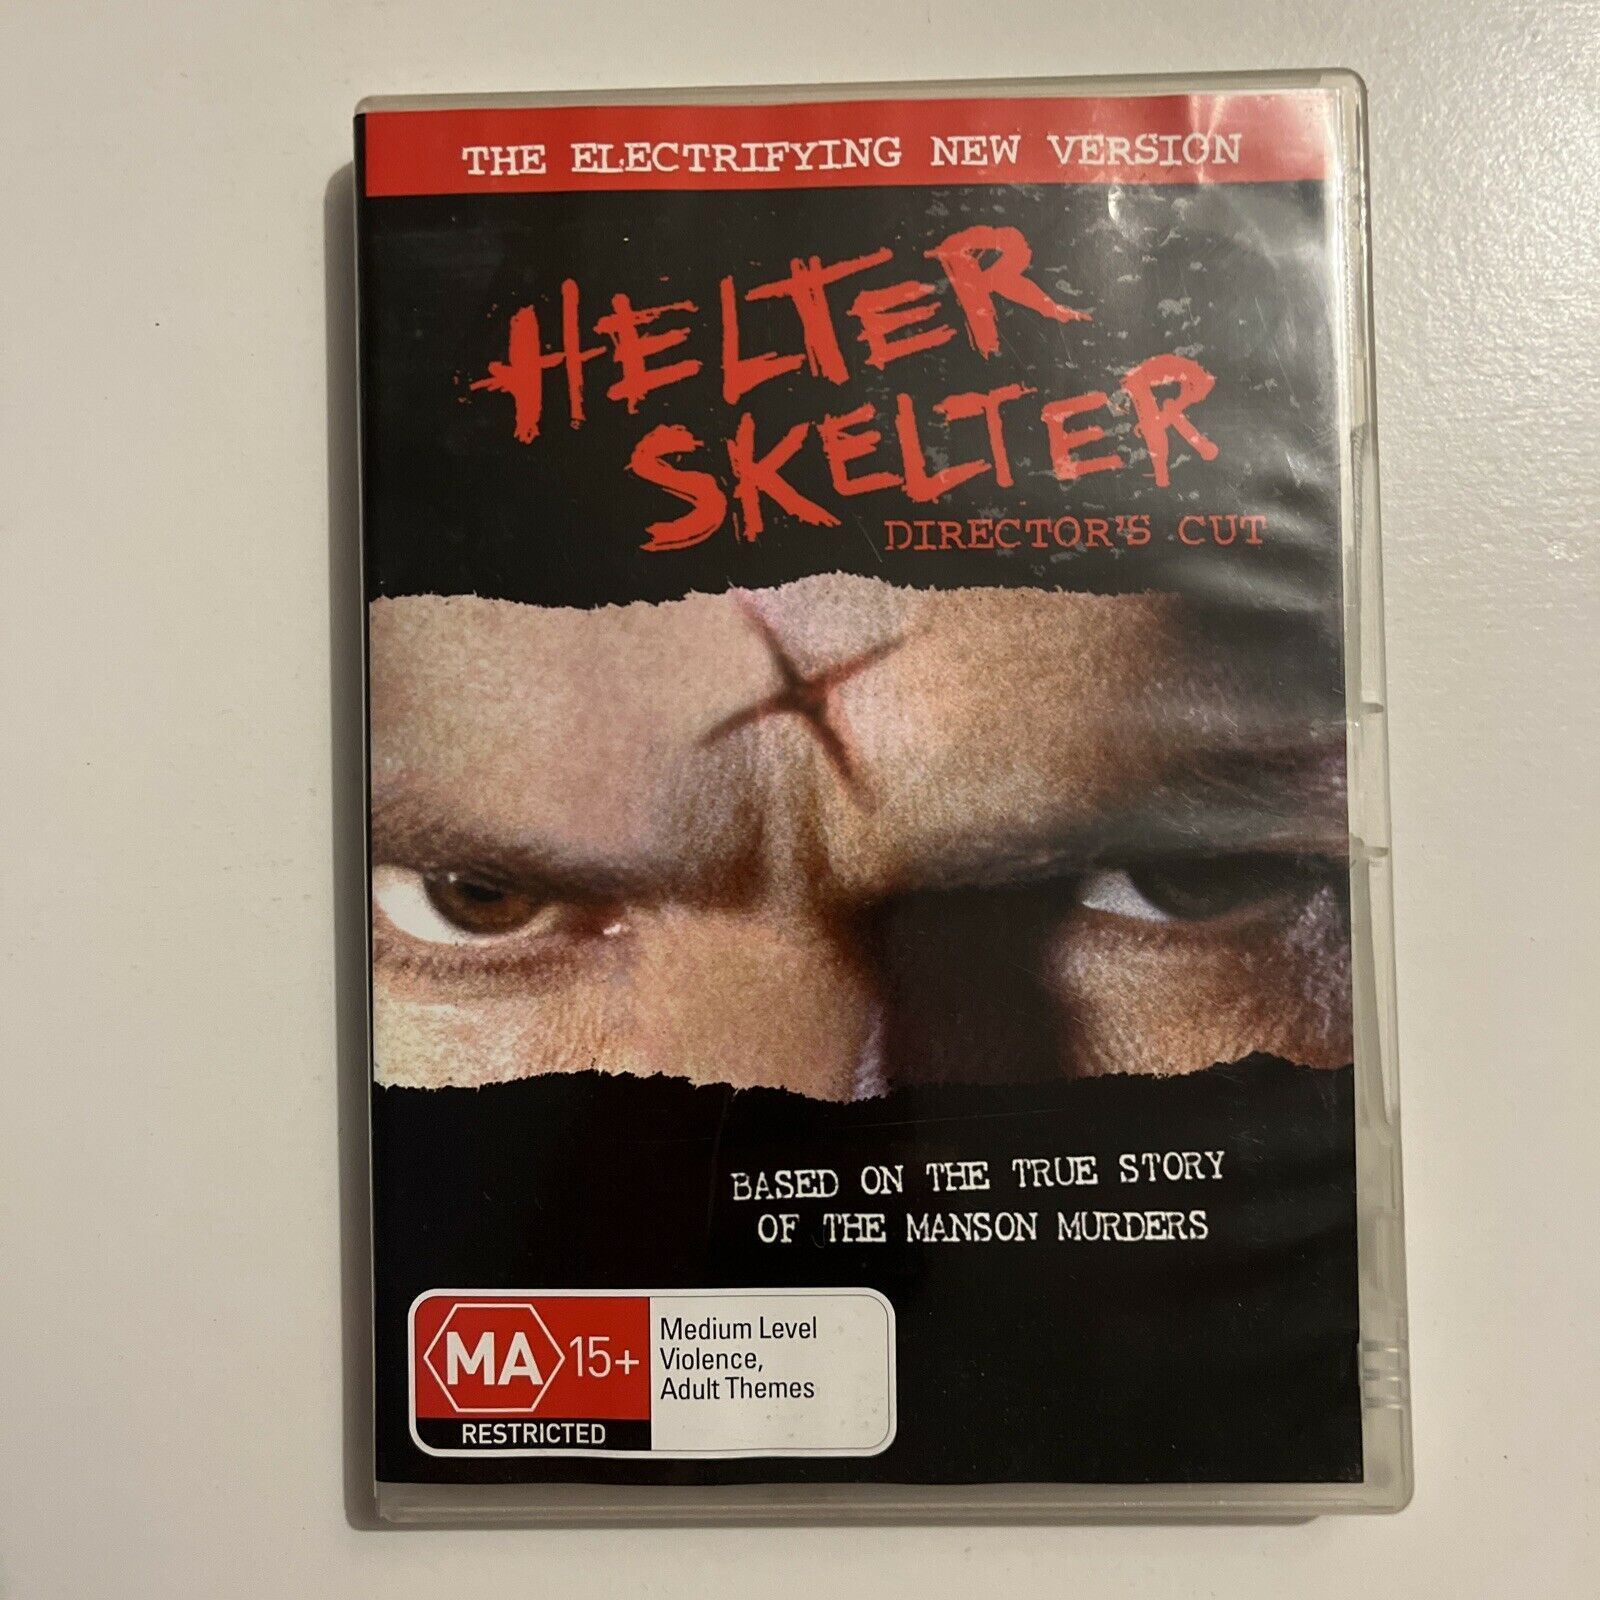 THE ELECTRIFYING NEW VERSION
HELTER
SKELTER
DIRECTOR'S CUT
BASED ON THE TRUE STORY
OF THE MANSON MURDERS
MA 15+
RESTRICTED
Medium Level
Violence,
Adult Themes